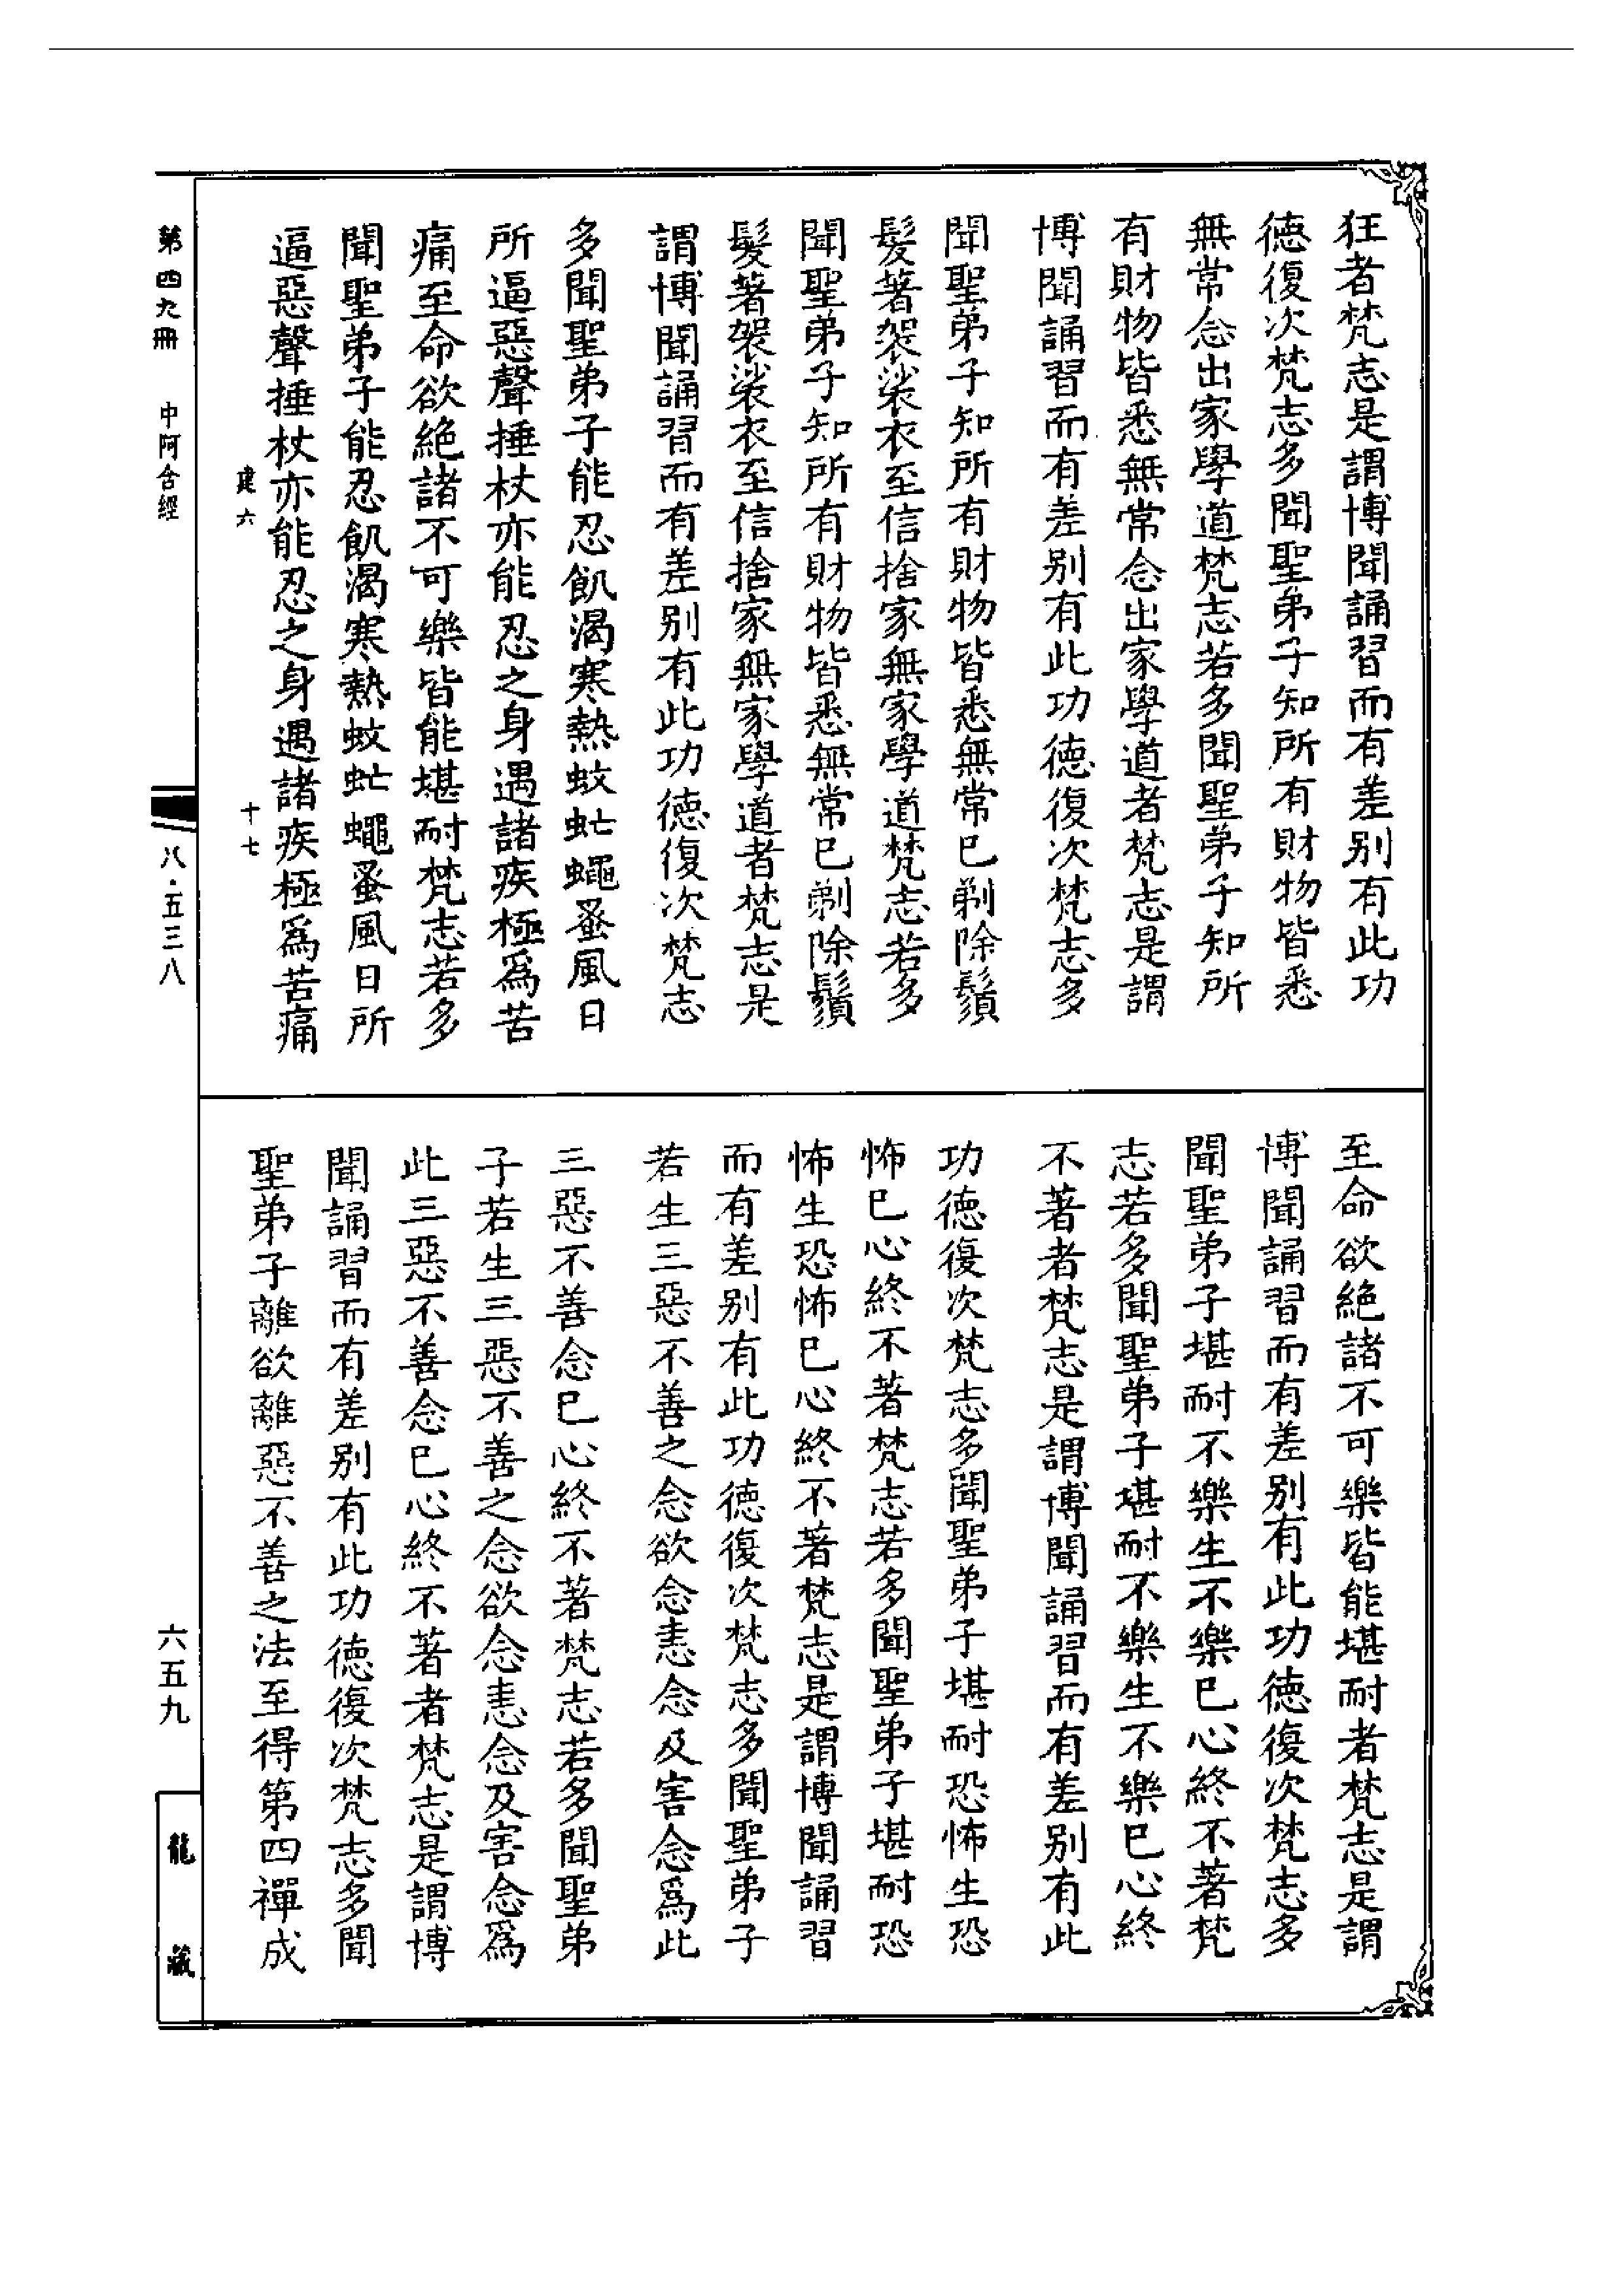 狂者梵志是謂博聞誦習而有差别有此功
德復次梵志多聞聖弟子知所有財物皆悉
無常念出家學道梵志若多聞聖弟子知所
有財物皆悉無常念出家學道者梵志是謂
博聞誦習而有差别有此功德復次梵志多
聞聖弟子知所有財物皆悉無常已剃除鬚
髮著袈裟衣至信捨家無家學道梵志若多
聞聖弟子知所有財物皆悉無常已剃除鬚
髮著袈裟衣至信捨家無家學道者梵志是
謂博聞誦習而有差别有此功德復次梵志
多聞聖弟子能忍飢渴寒熱蚊虻蠅蚤風日
所逼惡聲捶杖亦能忍之身遇諸疾極爲苦
痛至命欲絕諸不可樂皆能堪耐梵志若多
聞聖弟子能忍飢渴寒熱蚊虻蠅蚤風日所
逼惡聲捶杖亦能忍之身遇諸疾極爲苦痛
建六 十七
至命欲絕諸不可樂皆能堪耐者梵志是謂
博聞誦習而有差别有此功德復次梵志多
聞聖弟子堪耐不樂生不樂已心終不著梵
志若多聞聖弟子堪耐不樂生不樂已心終
不著者梵志是謂博聞誦習而有差别有此
功德復次梵志多聞聖弟子堪耐恐怖生恐
怖已心終不著梵志若多聞聖弟子堪耐恐
怖生恐怖已心終不著梵志是謂博聞誦習
而有差别有此功德復次梵志多聞聖弟子
若生三惡不善之念欲念恚念及害念爲此
三惡不善念已心終不著梵志若多聞聖弟
子若生三惡不善之念欲念恚念及害念爲
此三惡不善念已心終不著者梵志是謂博
聞誦習而有差别有此功德復次梵志多聞
聖弟子離欲離惡不善之法至得第四禪成
第四九冊 中阿含經 八·五三八 六五九 龍藏